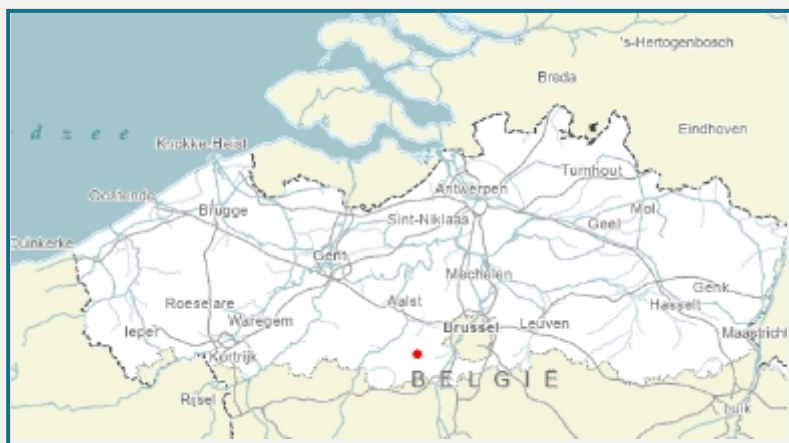 's-Hertogenbosch
Breda
dzee
Eindhoven
Knokke-Heist
Turnhout
Antwerpen
Oostende
Brugge
Sint-Niklaas
Mol
Geel
Duinkerke
Gent
Mechelen
Genk
Roeselare
Aalst
Hasselt
Waregem
Brussel
Leuven
Ieper
Maastricht
Kortrijk
BELGIË
Rijsel
Luik